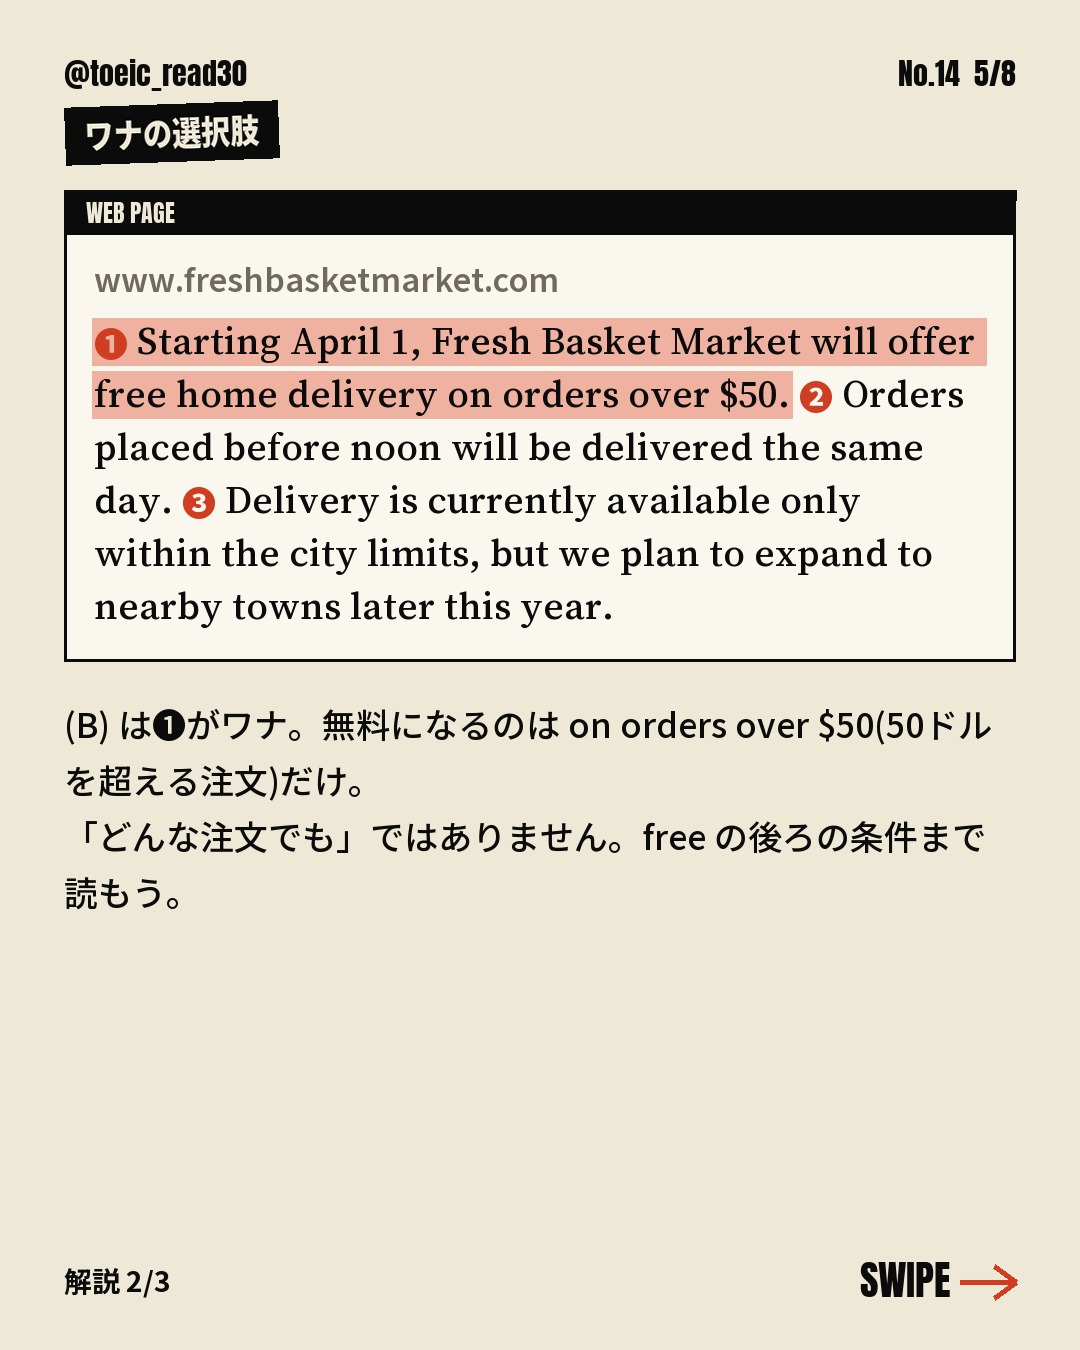 @toeic_read30
No.14 5/8
ワナの選択肢
WEB PAGE
www.freshbasketmarket.com
❶ Starting April 1, Fresh Basket Market will offer
free home delivery on orders over $50. ❷ Orders
placed before noon will be delivered the same
day. ❸ Delivery is currently available only
within the city limits, but we plan to expand to
nearby towns later this year.
(B) は❶がワナ。無料になるのは on orders over $50(50ドル
を超える注文)だけ。
「どんな注文でも」ではありません。free の後ろの条件まで
読もう。
解説 2/3
SWIPE